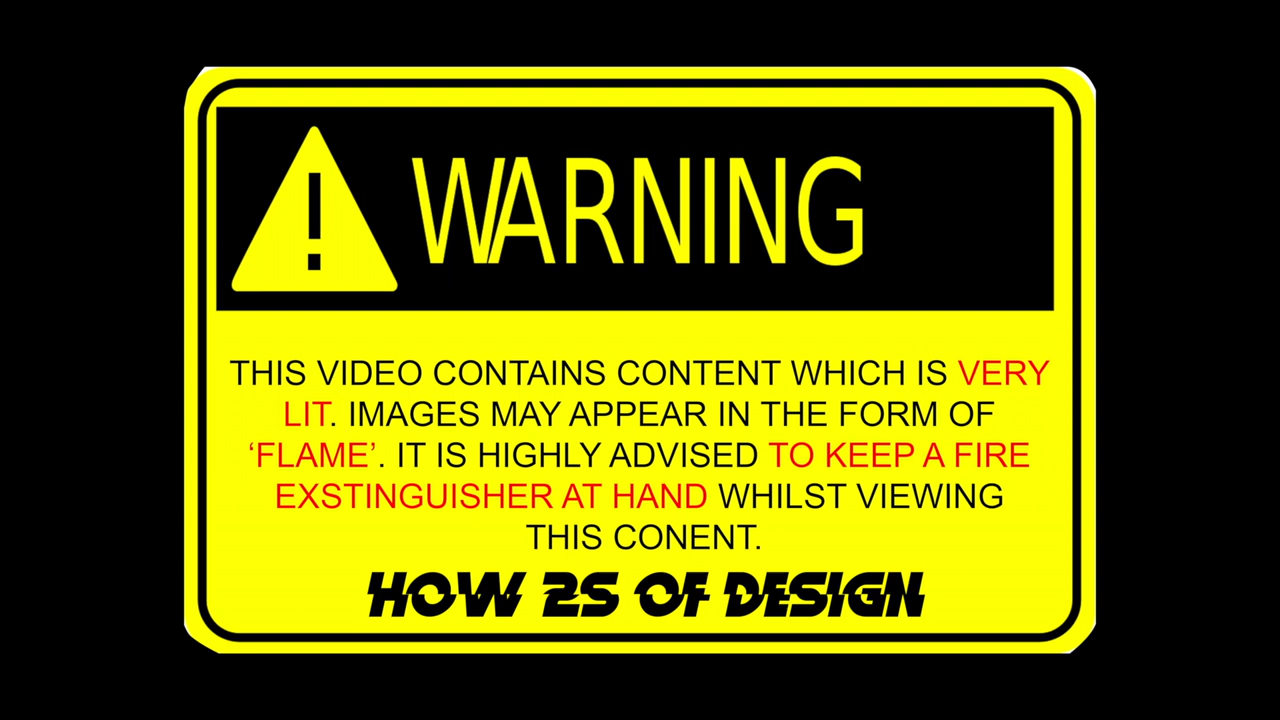 !
WARNING
THIS VIDEO CONTAINS CONTENT WHICH IS VERY
LIT. IMAGES MAY APPEAR IN THE FORM OF
‘FLAME’. IT IS HIGHLY ADVISED TO KEEP A FIRE
EXSTINGUISHER AT HAND WHILST VIEWING
THIS CONENT.
HOW 2S OF DESIGN